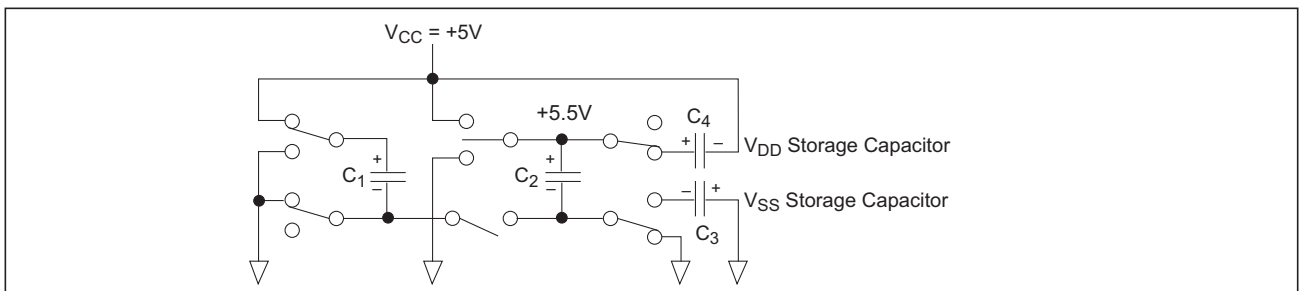 V_CC = +5V
+5.5V
C_4
+ −
V_DD Storage Capacitor
+
C_1
−
+
C_2
−
− +
V_SS Storage Capacitor
C_3